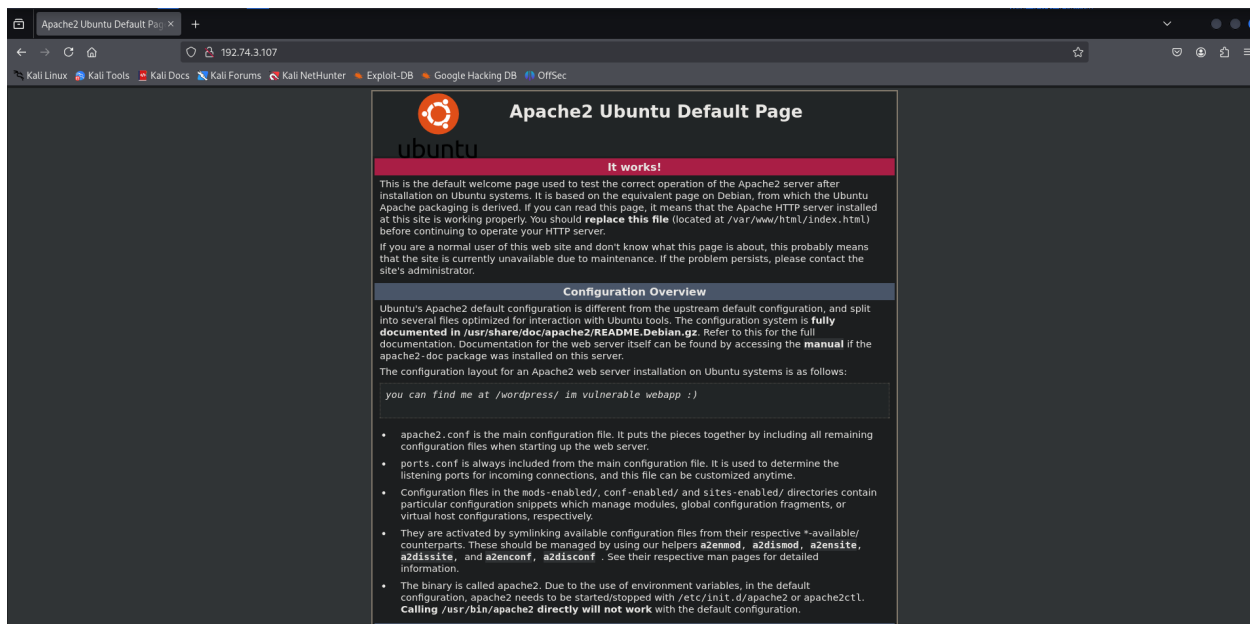 Apache2 Ubuntu Default Pag
192.74.3.107
Kali Linux
Kali Tools
Kali Docs
Kali Forums
Kali NetHunter
Exploit-DB
Google Hacking DB
OffSec
ubuntu
Apache2 Ubuntu Default Page
It works!
This is the default welcome page used to test the correct operation of the Apache2 server after
installation on Ubuntu systems. It is based on the equivalent page on Debian, from which the Ubuntu
Apache packaging is derived. If you can read this page, it means that the Apache HTTP server installed
at this site is working properly. You should replace this file (located at /var/www/html/index.html)
before continuing to operate your HTTP server.
If you are a normal user of this web site and don't know what this page is about, this probably means
that the site is currently unavailable due to maintenance. If the problem persists, please contact the
site's administrator.
Configuration Overview
Ubuntu's Apache2 default configuration is different from the upstream default configuration, and split
into several files optimized for interaction with Ubuntu tools. The configuration system is fully
documented in /usr/share/doc/apache2/README.Debian.gz. Refer to this for the full
documentation. Documentation for the web server itself can be found by accessing the manual if the
apache2-doc package was installed on this server.
The configuration layout for an Apache2 web server installation on Ubuntu systems is as follows:
you can find me at /wordpress/ im vulnerable webapp :)
• apache2.conf is the main configuration file. It puts the pieces together by including all remaining
configuration files when starting up the web server.
• ports.conf is always included from the main configuration file. It is used to determine the
listening ports for incoming connections, and this file can be customized anytime.
• Configuration files in the mods-enabled/, conf-enabled/ and sites-enabled/ directories contain
particular configuration snippets which manage modules, global configuration fragments, or
virtual host configurations, respectively.
• They are activated by symlinking available configuration files from their respective *-available/
counterparts. These should be managed by using our helpers a2enmod, a2dismod, a2ensite,
a2dissite, and a2enconf, a2disconf . See their respective man pages for detailed
information.
• The binary is called apache2. Due to the use of environment variables, in the default
configuration, apache2 needs to be started/stopped with /etc/init.d/apache2 or apache2ctl.
Calling /usr/bin/apache2 directly will not work with the default configuration.